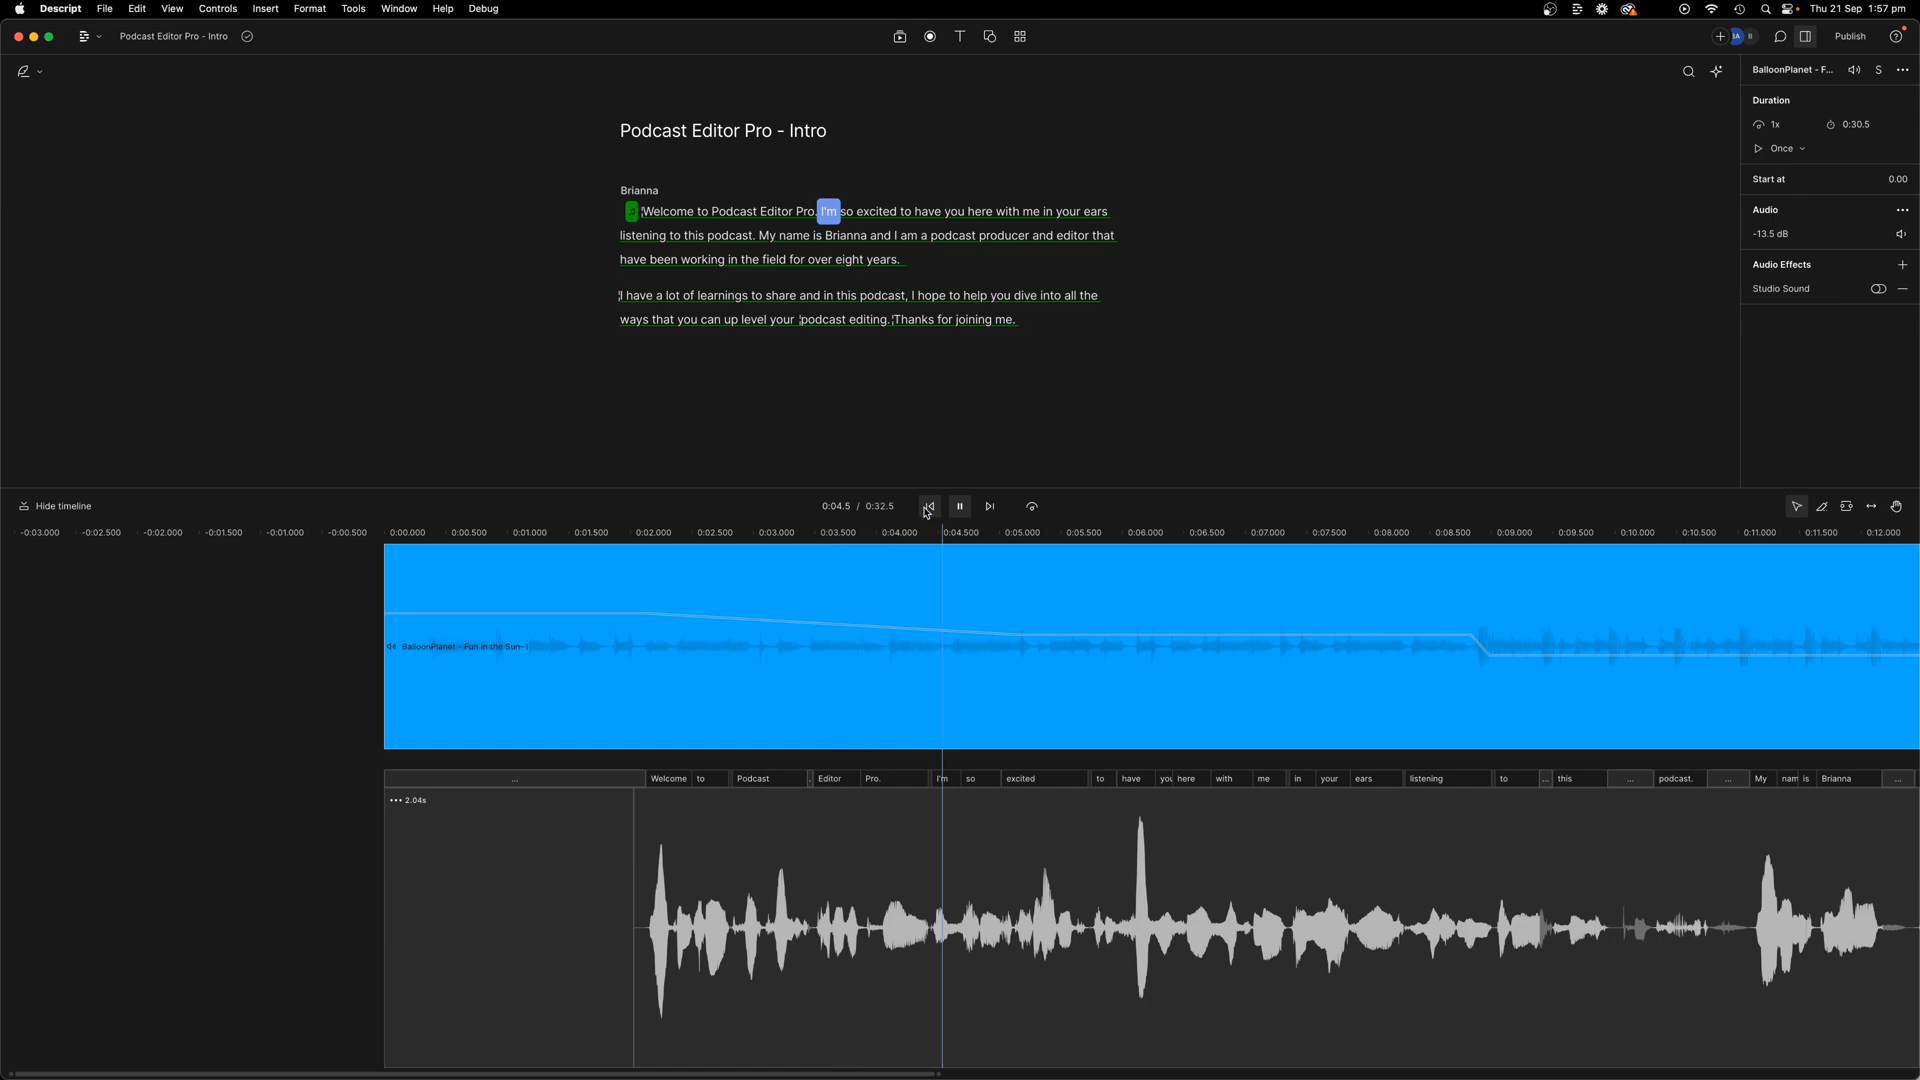 Descript File Edit View Controls Insert Format Tools Window Help Debug Thu 21 Sep 1:57 pm
Podcast Editor Pro - Intro BA B Publish
BalloonPlanet - F... S
Duration
1x 0:30.5
Once
Start at 0.00
Audio
-13.5 dB
Audio Effects
Studio Sound
Podcast Editor Pro - Intro
Brianna
Welcome to Podcast Editor Pro. I'm so excited to have you here with me in your ears
listening to this podcast. My name is Brianna and I am a podcast producer and editor that
have been working in the field for over eight years.
I have a lot of learnings to share and in this podcast, I hope to help you dive into all the
ways that you can up level your podcast editing. Thanks for joining me.
Hide timeline 0:04.5 / 0:32.5
-0:03.000 -0:02.500 -0:02.000 -0:01.500 -0:01.000 -0:00.500 0:00.000 0:00.500 0:01.000 0:01.500 0:02.000 0:02.500 0:03.000 0:03.500 0:04.000 0:04.500 0:05.000 0:05.500 0:06.000 0:06.500 0:07.000 0:07.500 0:08.000 0:08.500 0:09.000 0:09.500 0:10.000 0:10.500 0:11.000 0:11.500 0:12.000
BalloonPlanet - Fun in the Sun-1
... Welcome to Podcast . Editor Pro. I'm so excited to have you here with me in your ears listening to ... this ... podcast. ... My nam is Brianna ...
••• 2.04s